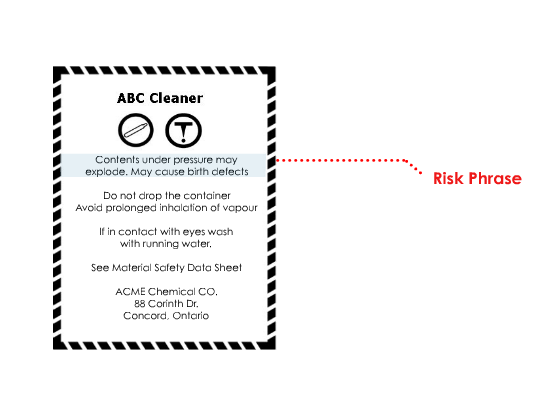 ABC Cleaner
Contents under pressure may
explode. May cause birth defects
Risk Phrase
Do not drop the container
Avoid prolonged inhalation of vapour
If in contact with eyes wash
with running water.
See Material Safety Data Sheet
ACME Chemical CO.
88 Corinth Dr.
Concord, Ontario